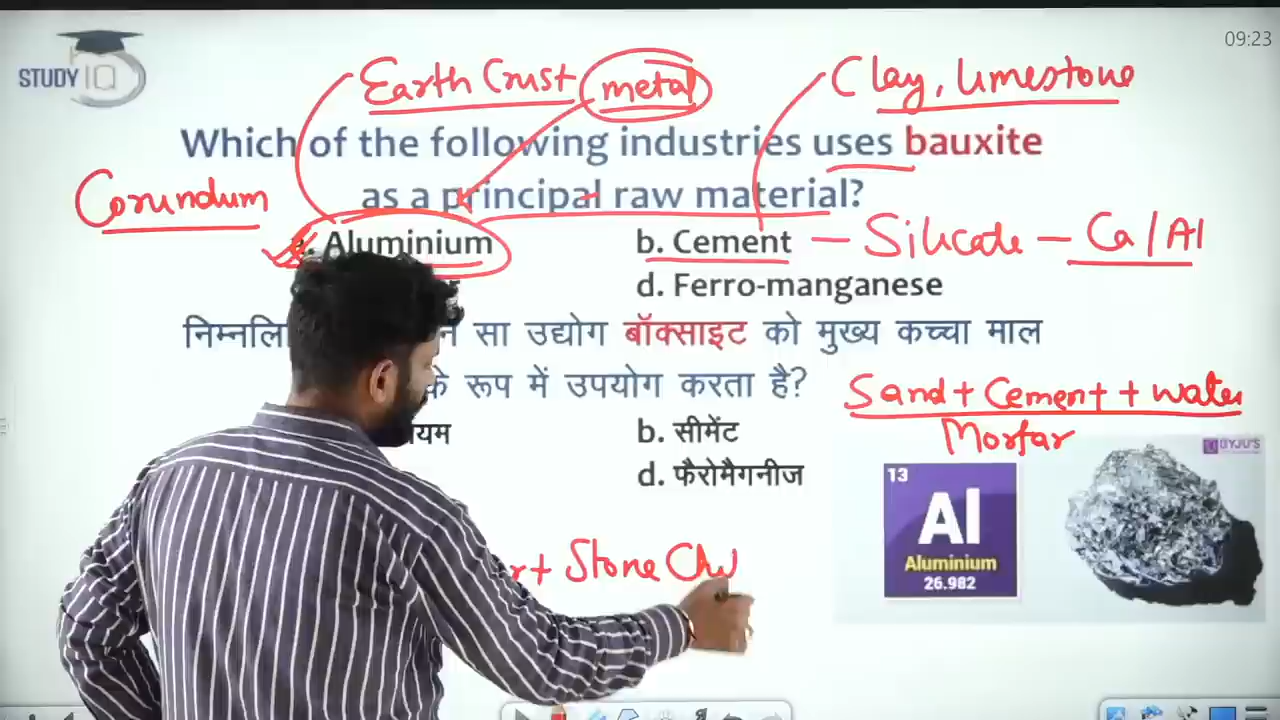 09:23
STUDY IQ
Earth Crust metal
Clay, limestone
Which of the following industries uses bauxite
as a principal raw material?
Corundum
a. Aluminium
b. Cement – Silicate – Ca/Al
d. Ferro-manganese
सा उद्योग बॉक्साइट को मुख्य कच्चा माल
के रूप में उपयोग करता है?
Sand + Cement + water
Mortar
b. सीमेंट
d. फैरोमैगनीज
BYJU'S
13
Al
Aluminium
26.982
+ Stone